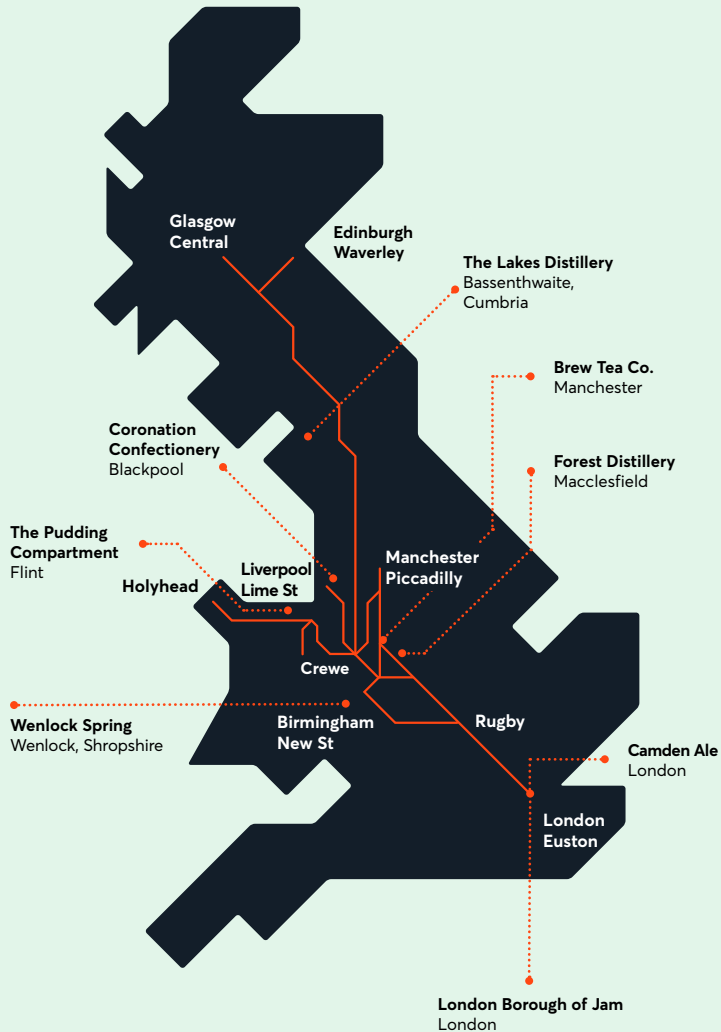 Glasgow
Central
Edinburgh
Waverley
The Lakes Distillery
Bassenthwaite,
Cumbria
Brew Tea Co.
Manchester
Coronation
Confectionery
Blackpool
Forest Distillery
Macclesfield
The Pudding
Compartment
Flint
Holyhead
Liverpool
Lime St
Manchester
Piccadilly
Crewe
Wenlock Spring
Wenlock, Shropshire
Birmingham
New St
Rugby
Camden Ale
London
London
Euston
London Borough of Jam
London